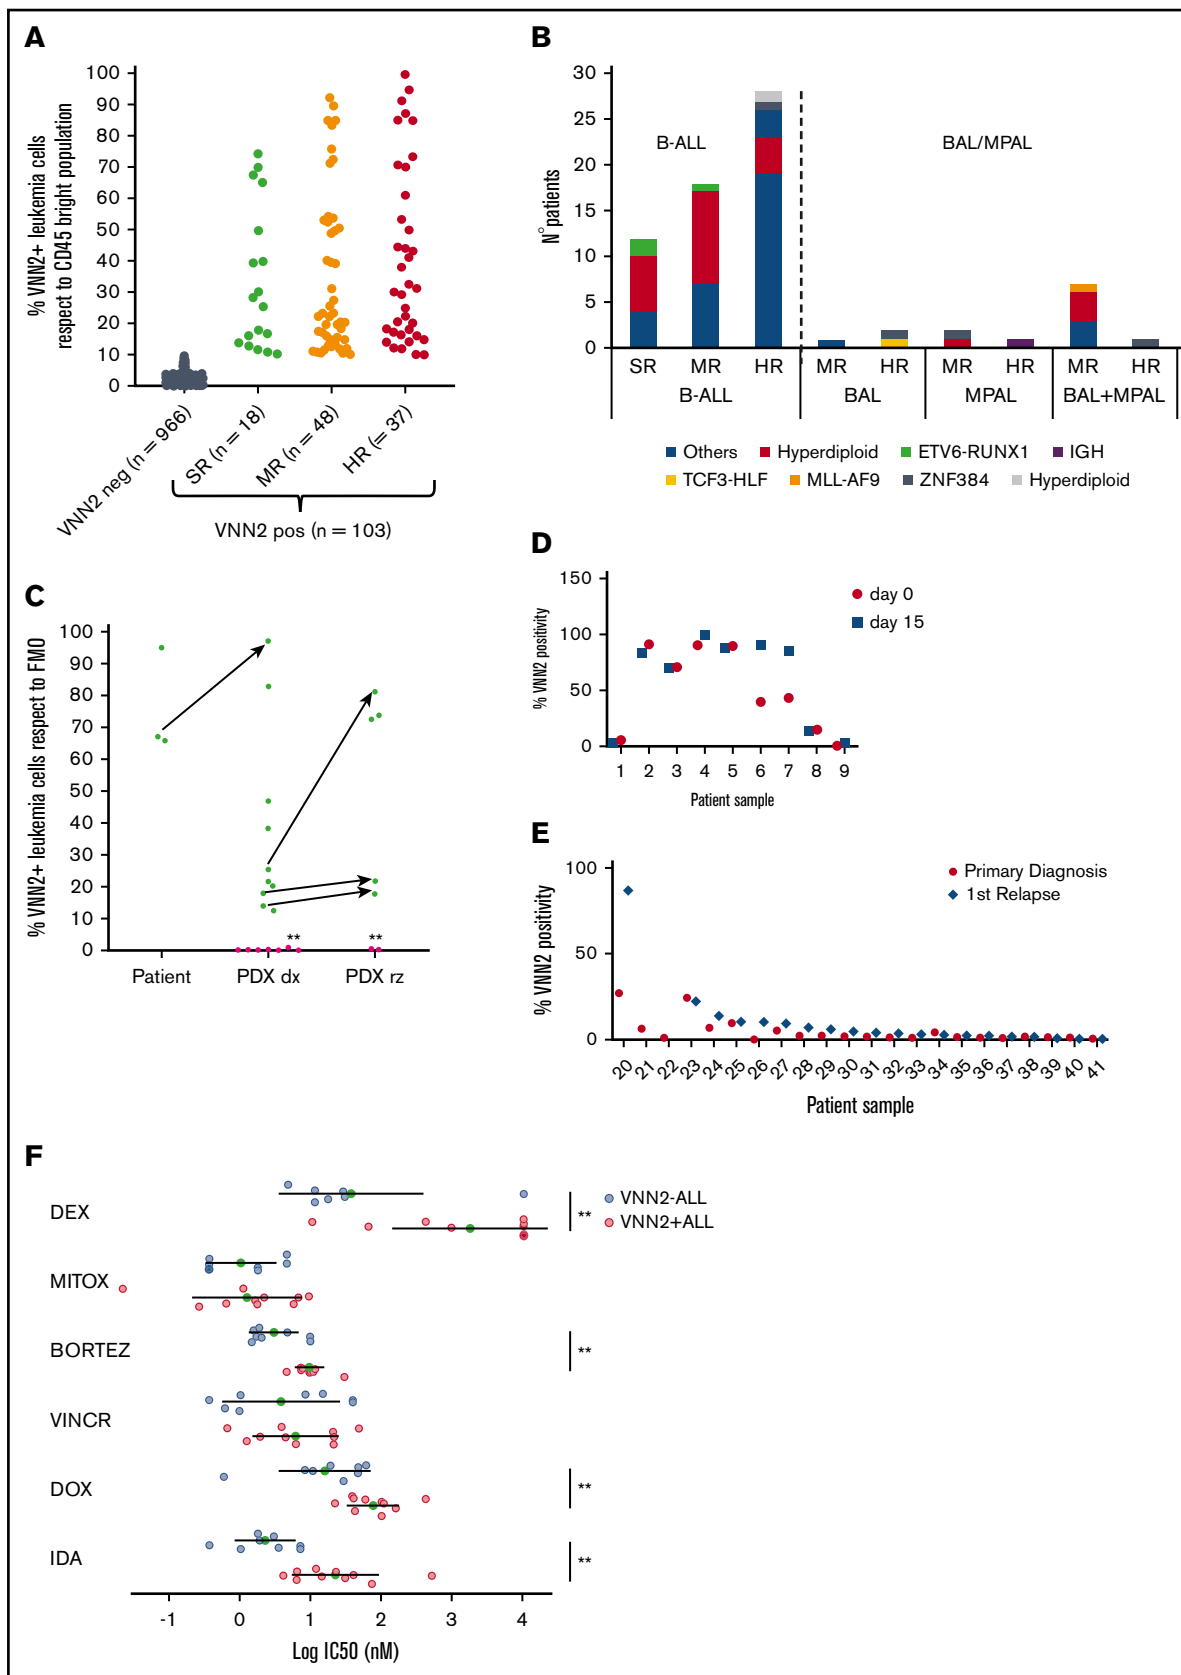 A
% VNN2+ leukemia cells
respect to CD45 bright population
100
90
80
70
60
50
40
30
20
10
0
VNN2 neg (n = 966)
SR (n = 18)
MR (n = 48)
HR (= 37)
VNN2 pos (n = 103)
B
N°patients
30
25
20
15
10
5
0
B-ALL
BAL/MPAL
SR MR HR MR HR MR HR MR HR
B-ALL BAL MPAL BAL+MPAL
Others Hyperdiploid ETV6-RUNX1 IGH
TCF3-HLF MLL-AF9 ZNF384 Hyperdiploid
C
% VNN2+ leukemia cells respect to FMO
100
90
80
70
60
50
40
30
20
10
0
** **
Patient PDX dx PDX rz
D
% VNN2 positivity
150
100
50
0
1 2 3 4 5 6 7 8 9
Patient sample
day 0
day 15
E
% VNN2 positivity
100
50
0
20 21 22 23 24 25 26 27 28 29 30 31 32 33 34 35 36 37 38 39 40 41
Patient sample
Primary Diagnosis
1st Relapse
F
DEX **
MITOX
BORTEZ **
VINCR
DOX **
IDA **
VNN2-ALL
VNN2+ALL
-1 0 1 2 3 4
Log IC50 (nM)